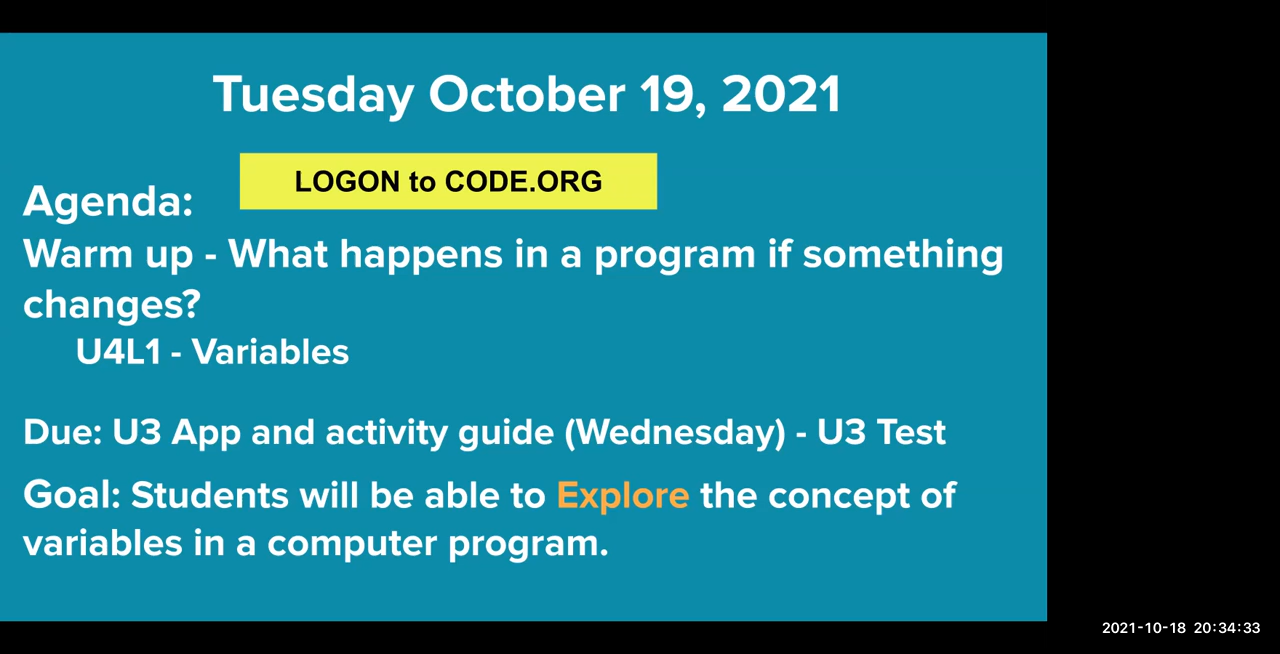 Tuesday October 19, 2021
LOGON to CODE.ORG
Agenda:
Warm up - What happens in a program if something
changes?
U4L1 - Variables
Due: U3 App and activity guide (Wednesday) - U3 Test
Goal: Students will be able to Explore the concept of
variables in a computer program.
2021-10-18 20:34:33